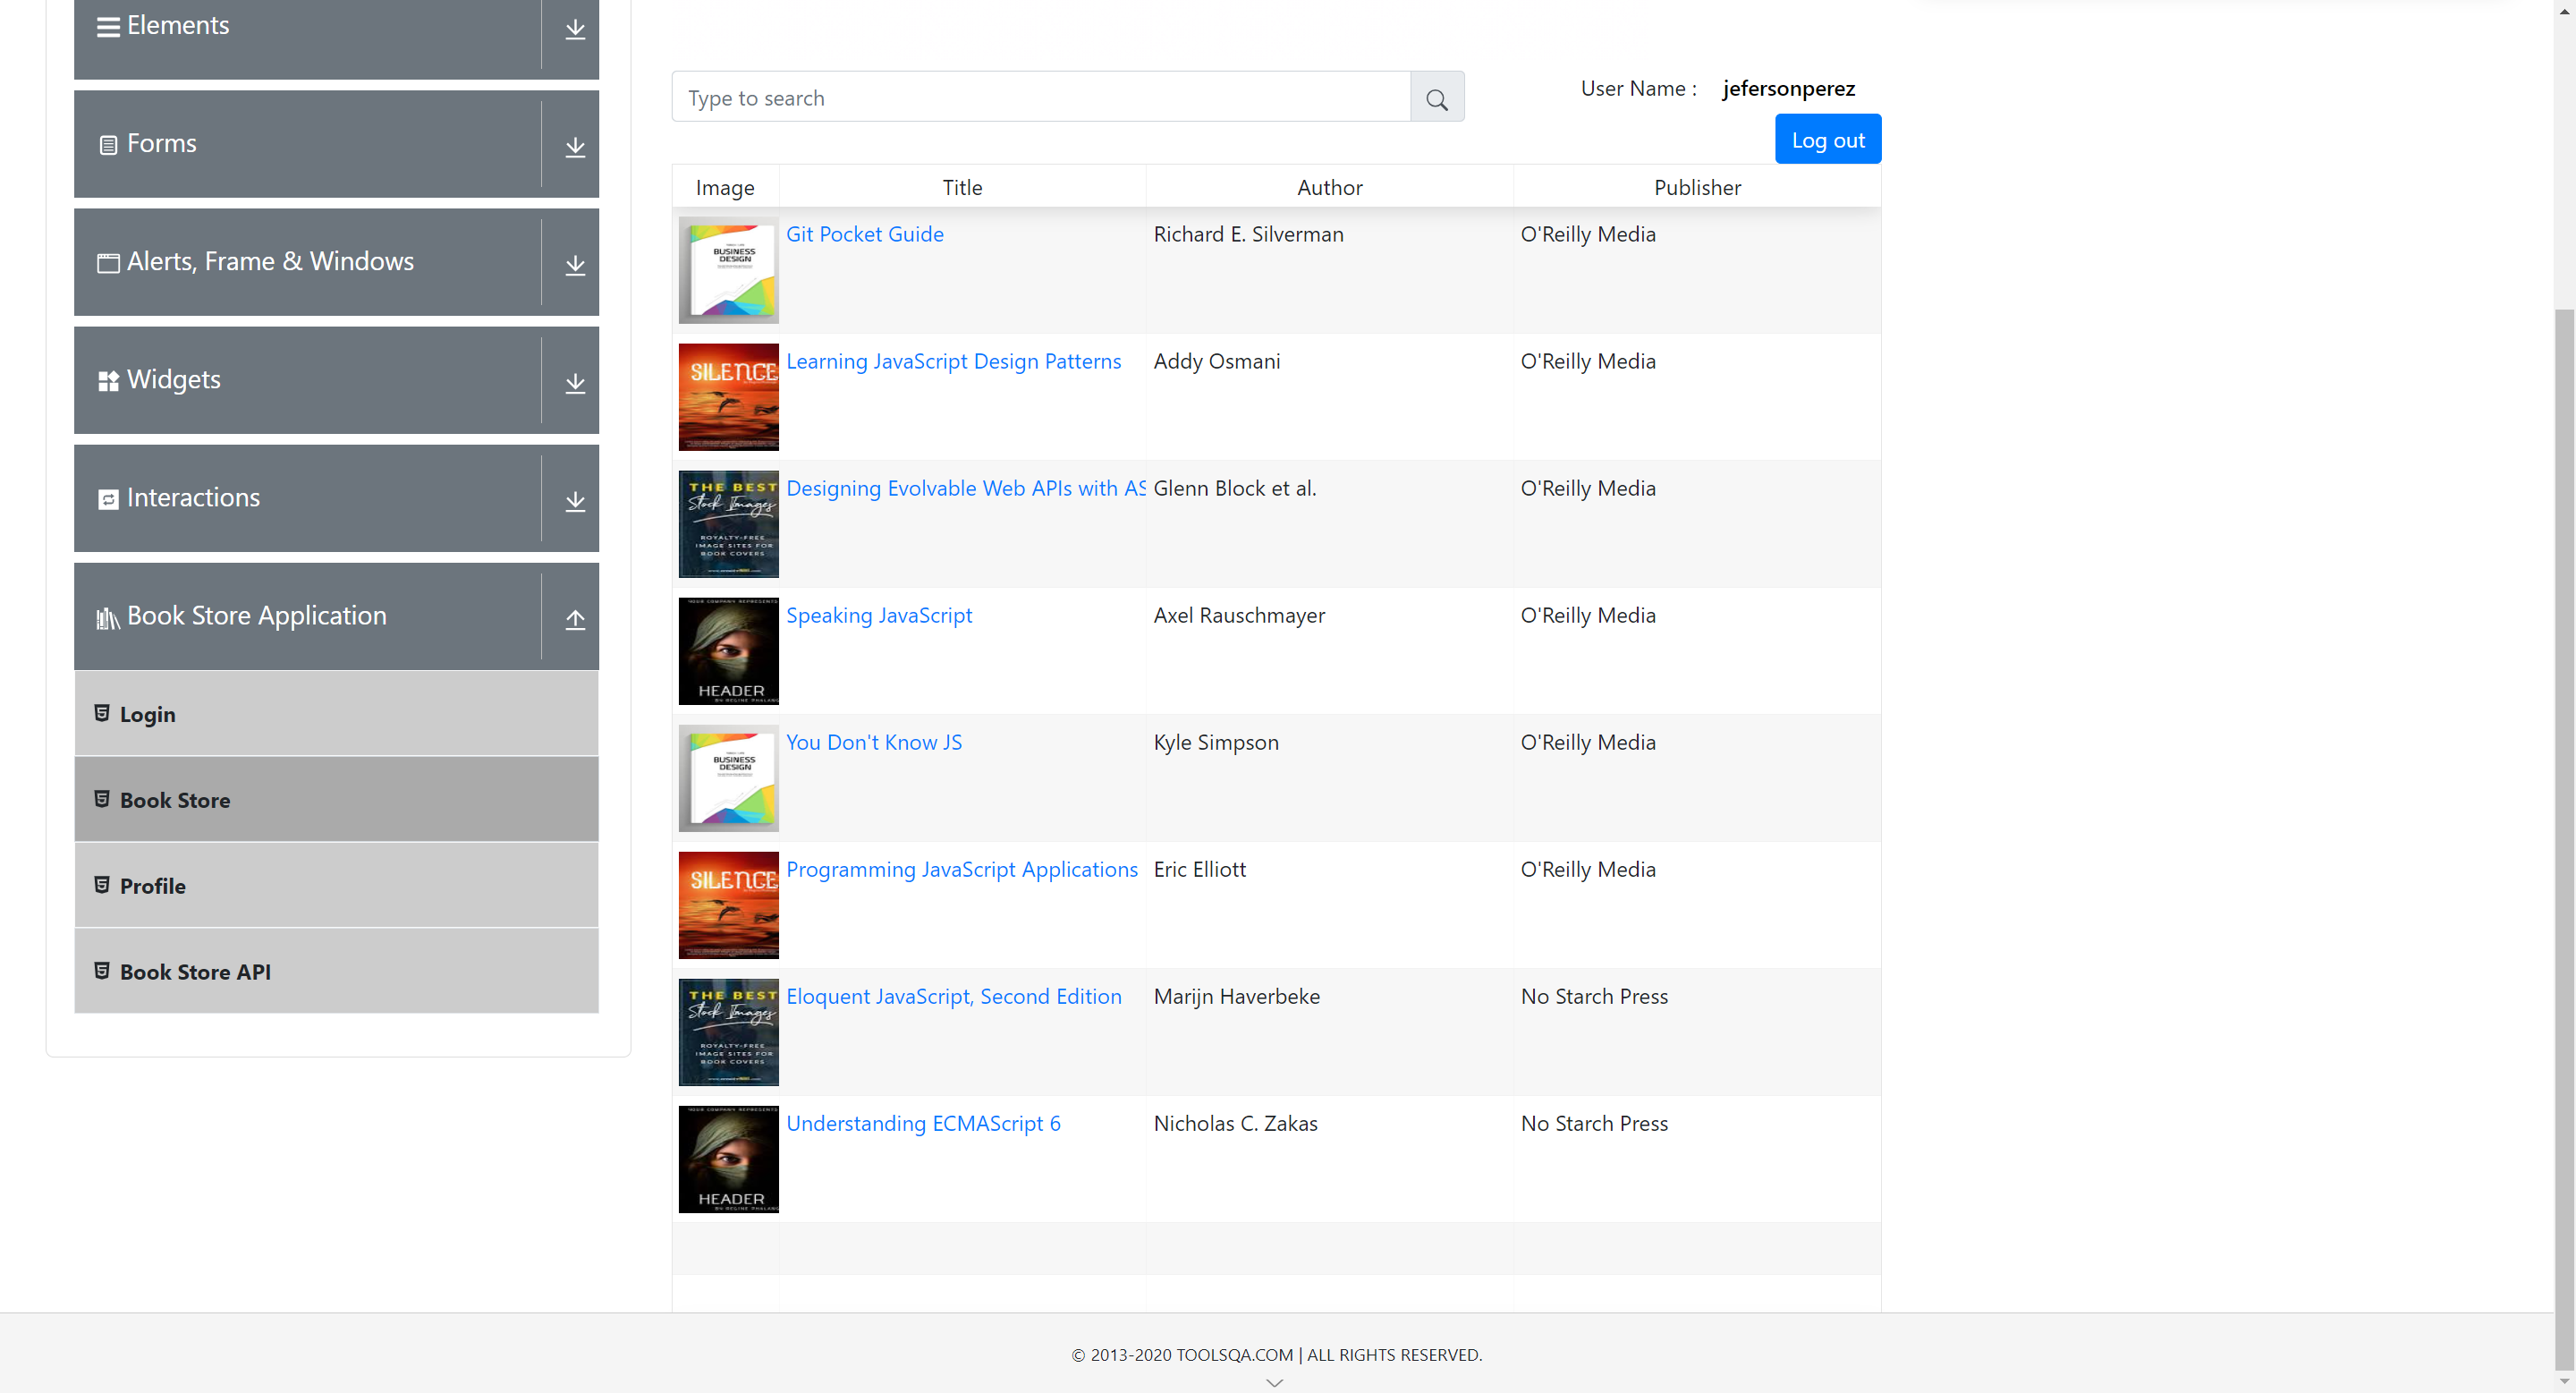 Elements
Forms
Alerts, Frame & Windows
Widgets
Interactions
Book Store Application
Login
Book Store
Profile
Book Store API
Type to search
User Name : jefersonperez
Log out
Image Title Author Publisher
BUSINESS
DESIGN
Git Pocket Guide Richard E. Silverman O'Reilly Media
SILENCE
Learning JavaScript Design Patterns Addy Osmani O'Reilly Media
THE BEST
Stock Images
ROYALTY-FREE
IMAGE SITES FOR
BOOK COVERS
Designing Evolvable Web APIs with AS Glenn Block et al. O'Reilly Media
YOUR COMPANY REPRESENTS
HEADER
Speaking JavaScript Axel Rauschmayer O'Reilly Media
BUSINESS
DESIGN
You Don't Know JS Kyle Simpson O'Reilly Media
SILENCE
Programming JavaScript Applications Eric Elliott O'Reilly Media
THE BEST
Stock Images
ROYALTY-FREE
IMAGE SITES FOR
BOOK COVERS
Eloquent JavaScript, Second Edition Marijn Haverbeke No Starch Press
YOUR COMPANY REPRESENTS
HEADER
Understanding ECMAScript 6 Nicholas C. Zakas No Starch Press
© 2013-2020 TOOLSQA.COM | ALL RIGHTS RESERVED.